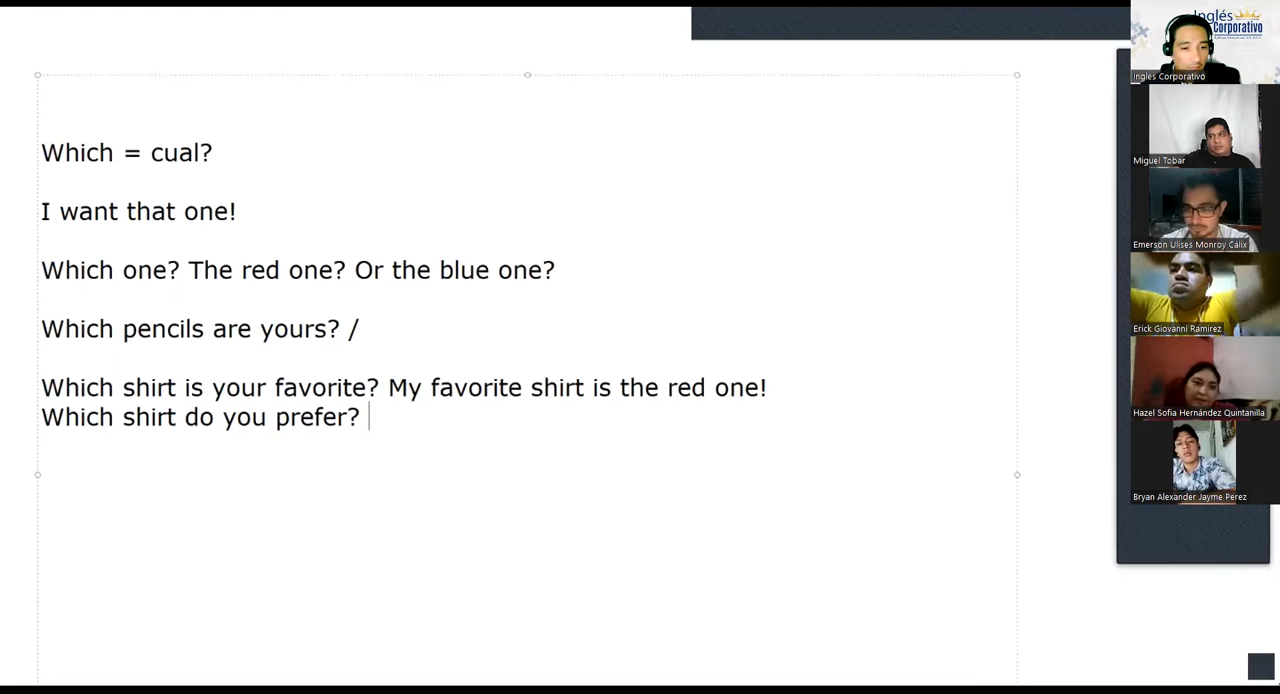 Which = cual?
I want that one!
Which one? The red one? Or the blue one?
Which pencils are yours? /
Which shirt is your favorite? My favorite shirt is the red one!
Which shirt do you prefer?
Inglés
Corporativo
Ingles Corporativo
Miguel Tobar
Emerson Ulises Monroy Cálix
Erick Giovanni Ramirez
Hazel Sofia Hernández Quintanilla
Bryan Alexander Jayme Perez